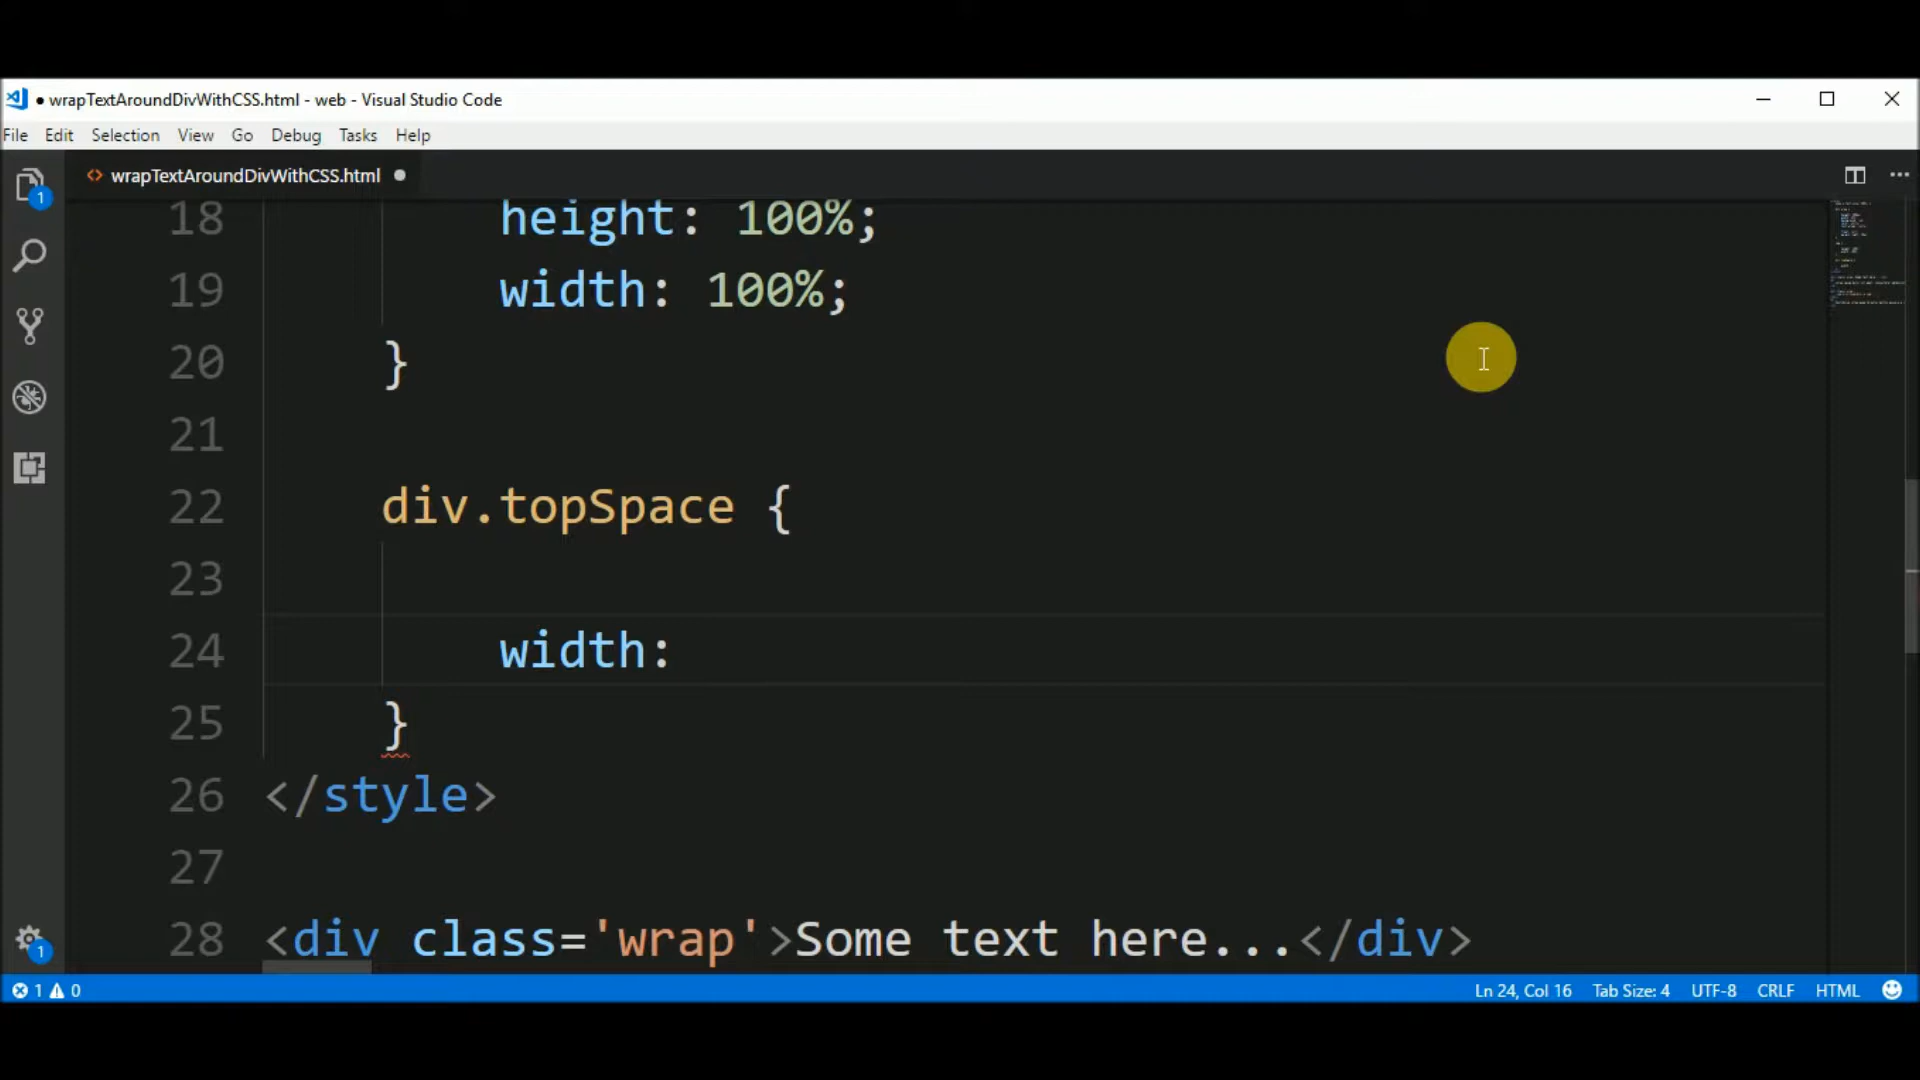 ● wrapTextAroundDivWithCSS.html - web - Visual Studio Code
File Edit Selection View Go Debug Tasks Help
<> wrapTextAroundDivWithCSS.html ●
18 height: 100%;
19 width: 100%;
20 }
21
22 div.topSpace {
23
24 width:
25 }
26 </style>
27
28 <div class='wrap'>Some text here...</div>
1
1
1 0 Ln 24, Col 16 Tab Size: 4 UTF-8 CRLF HTML